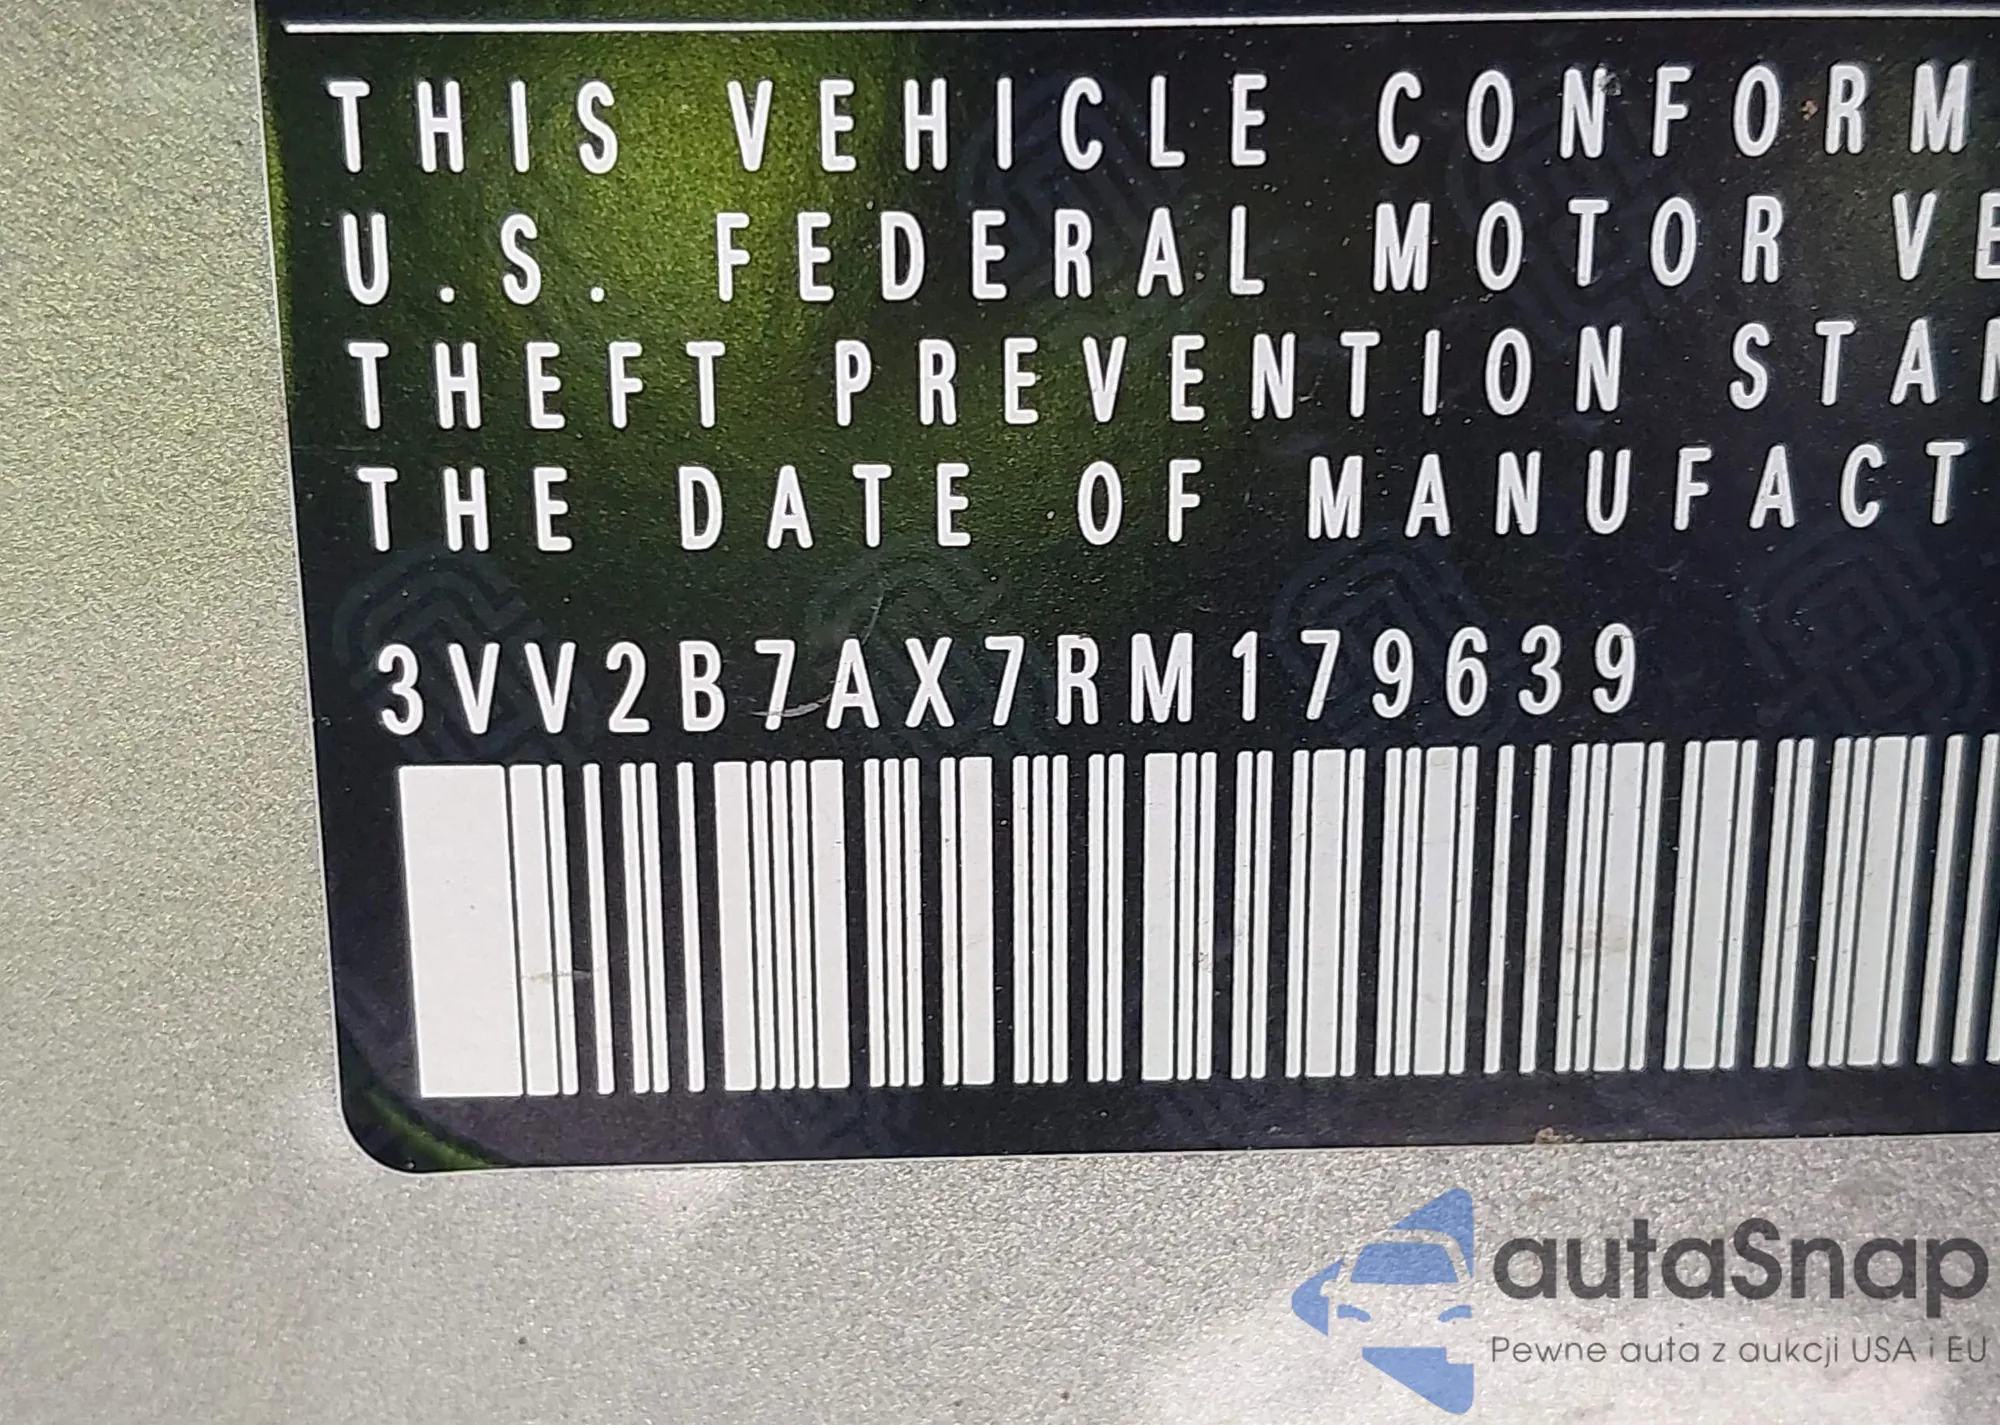 THIS VEHICLE CONFORM
U.S. FEDERAL MOTOR VE
THEFT PREVENTION STAN
THE DATE OF MANUFACT
3VV2B7AX7RM179639
autaSnap
Pewne auta z aukcji USA i EU